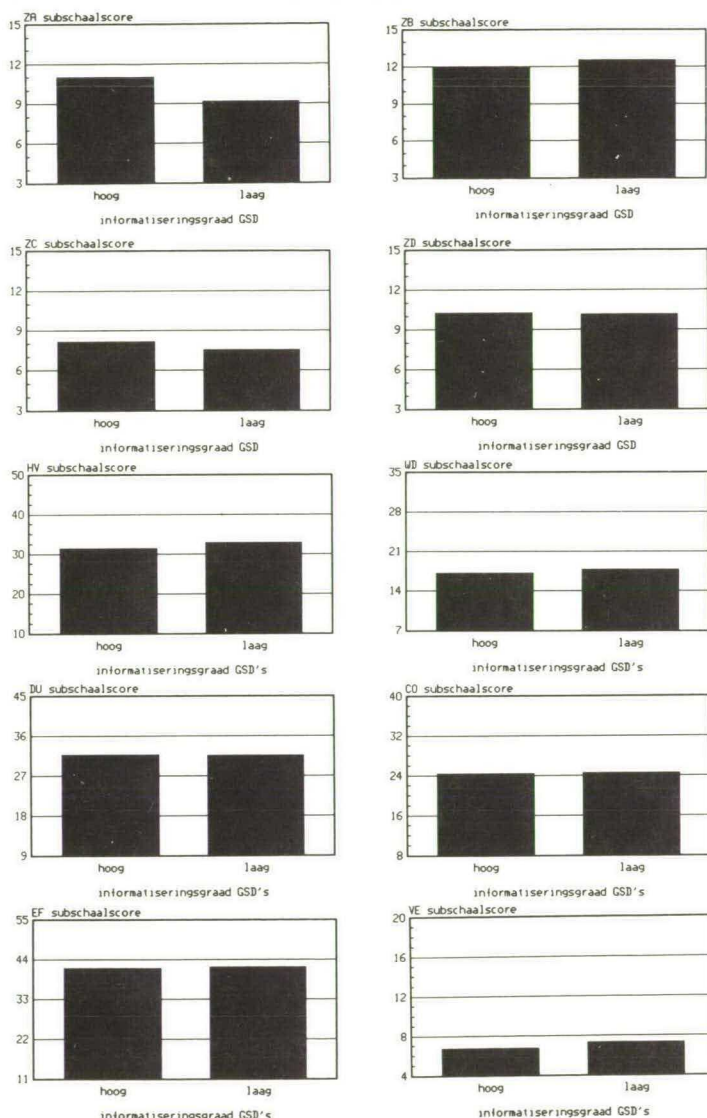 ZA subschaalscore
15
12
9
6
3
hoog laag
informatiseringsgraad GSD
ZB subschaalscore
15
12
9
6
3
hoog laag
informatiseringsgraad GSD
ZC subschaalscore
15
12
9
6
3
hoog laag
informatiseringsgraad GSD
ZD subschaalscore
15
12
9
6
3
hoog laag
informatiseringsgraad GSD
HV subschaalscore
50
40
30
20
10
hoog laag
informatiseringsgraad GSD's
WD subschaalscore
35
28
21
14
7
hoog laag
informatiseringsgraad GSD's
DU subschaalscore
45
36
27
18
9
hoog laag
informatiseringsgraad GSD's
CO subschaalscore
40
32
24
16
8
hoog laag
informatiseringsgraad GSD's
EF subschaalscore
55
44
33
22
11
hoog laag
informatiseringsgraad GSD's
VE subschaalscore
20
16
12
8
4
hoog laag
informatiseringsgraad GSD's